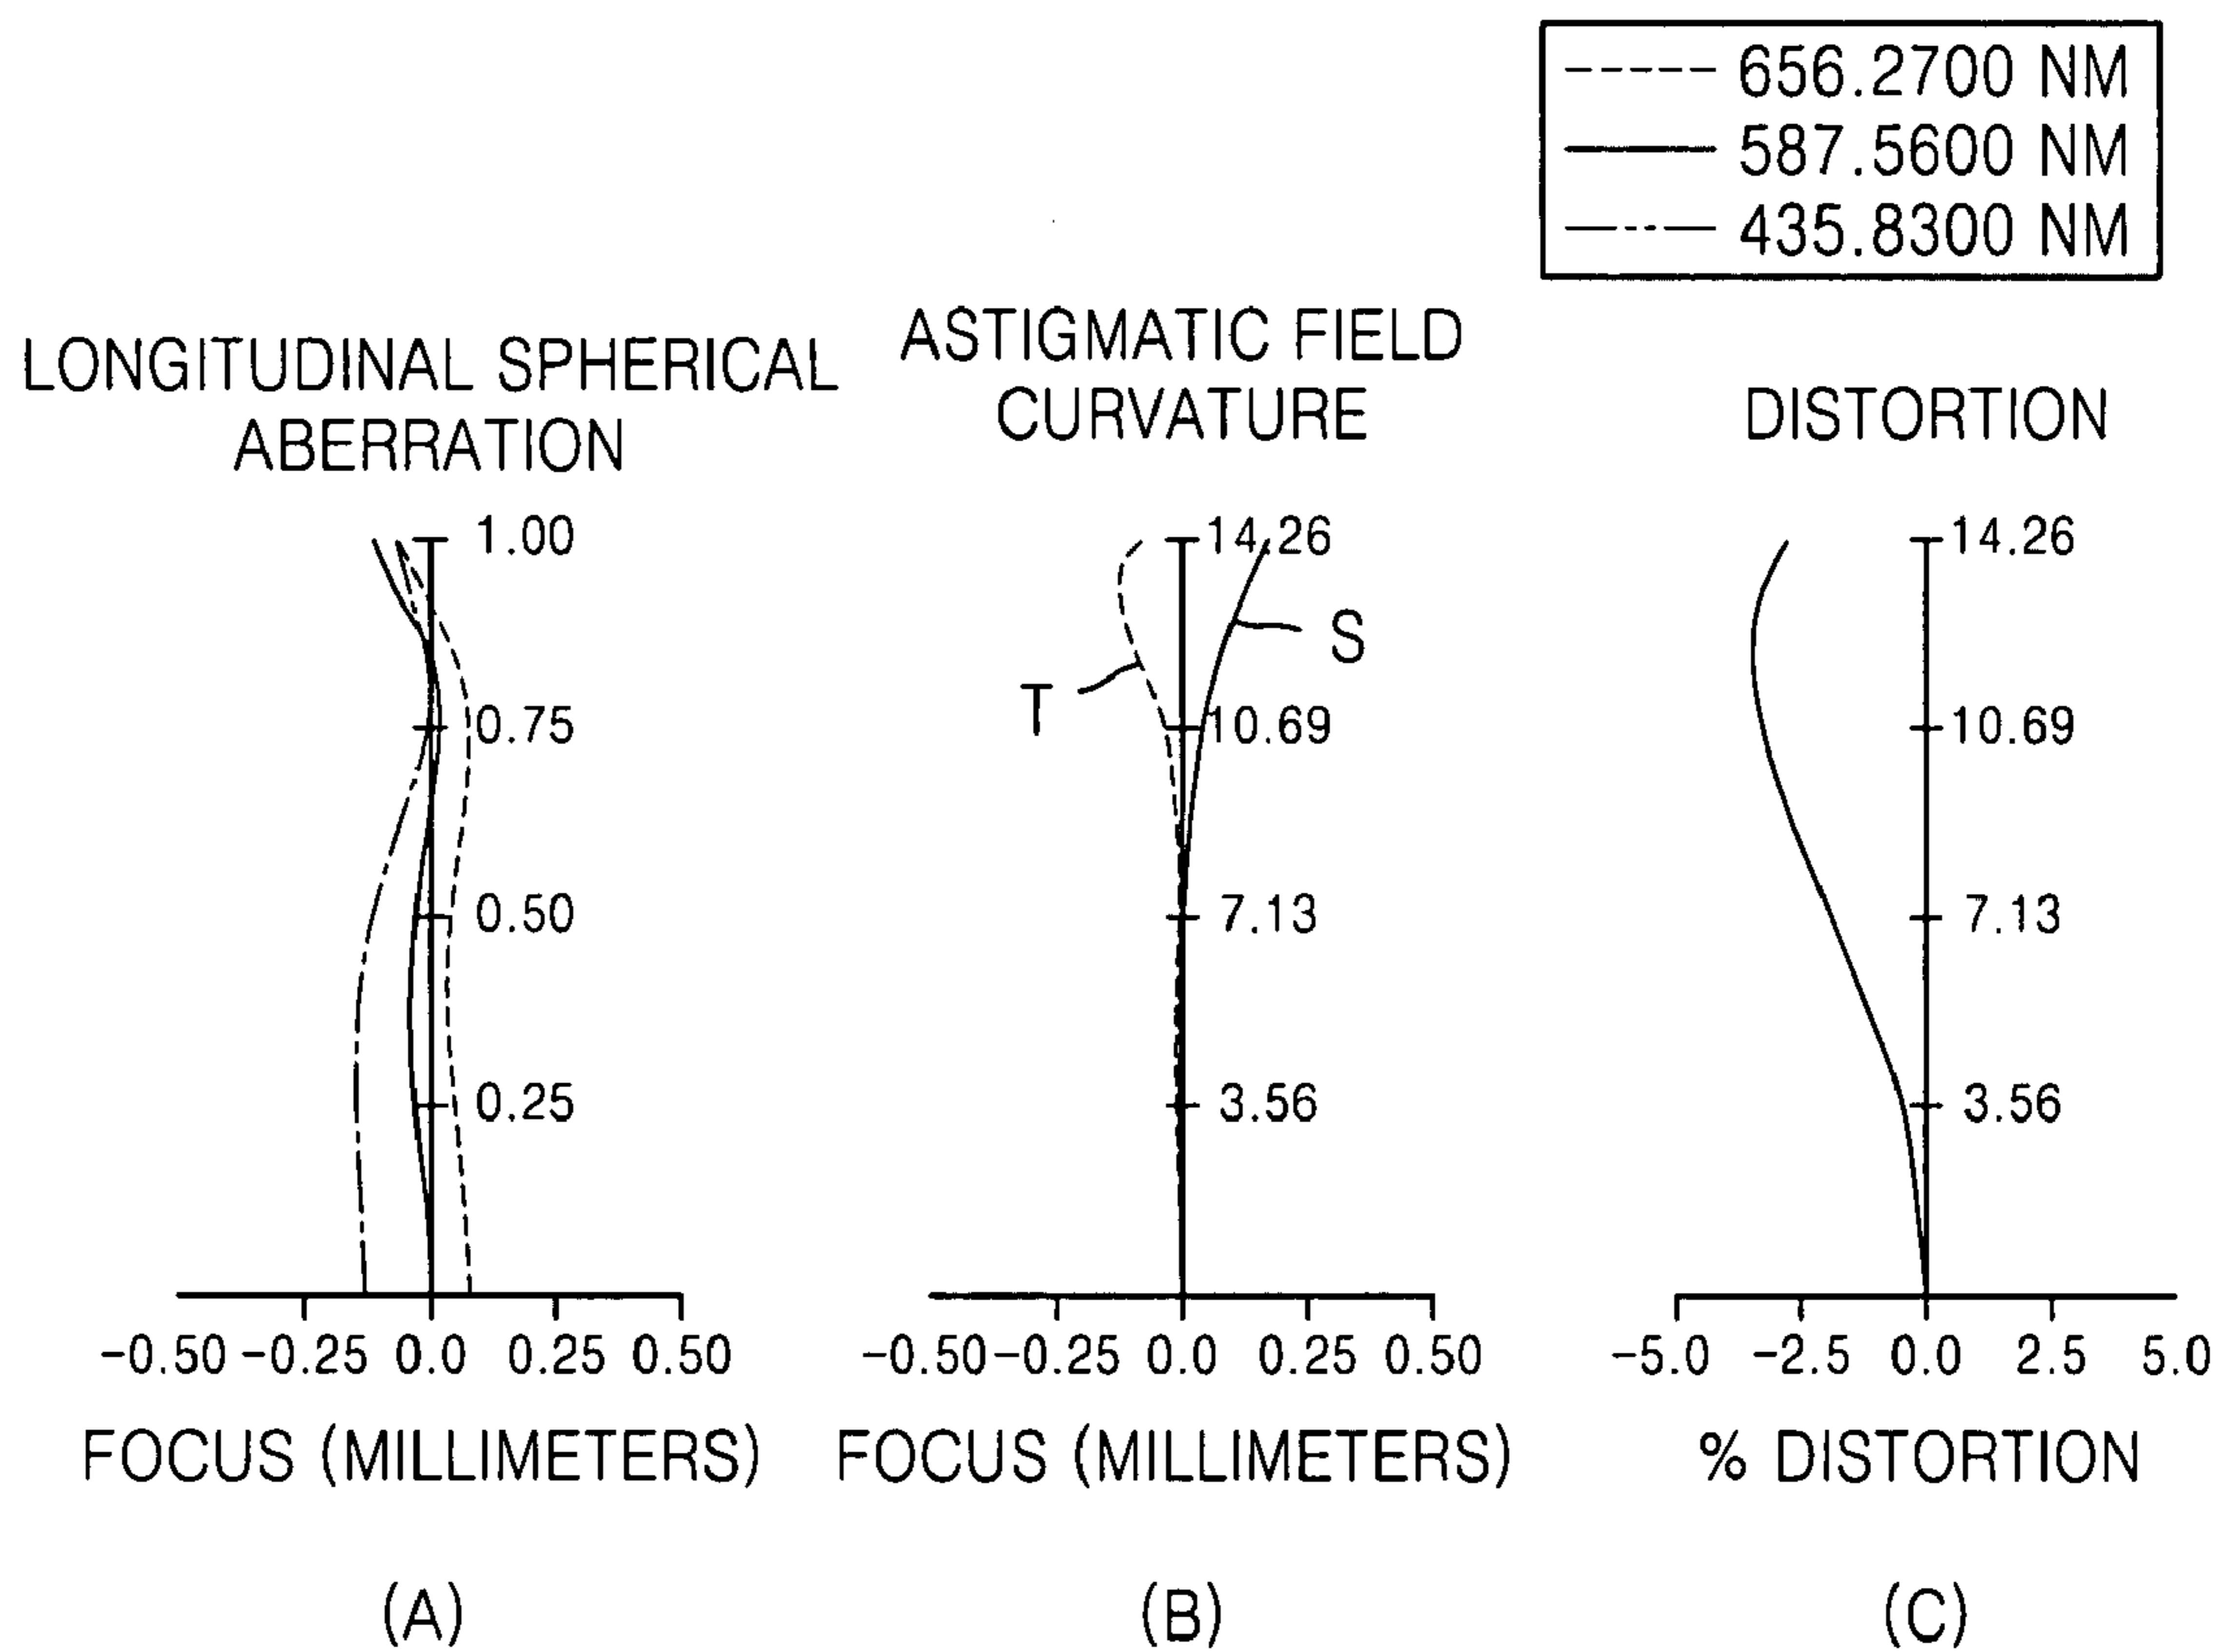 656.2700 NM
587.5600 NM
435.8300 NM
LONGITUDINAL SPHERICAL
ABERRATION
1.00
0.75
0.50
0.25
-0.50 -0.25 0.0 0.25 0.50
FOCUS (MILLIMETERS)
(A)
ASTIGMATIC FIELD
CURVATURE
14.26
S
T
10.69
7.13
3.56
-0.50 -0.25 0.0 0.25 0.50
FOCUS (MILLIMETERS)
(B)
DISTORTION
14.26
10.69
7.13
3.56
-5.0 -2.5 0.0 2.5 5.0
% DISTORTION
(C)